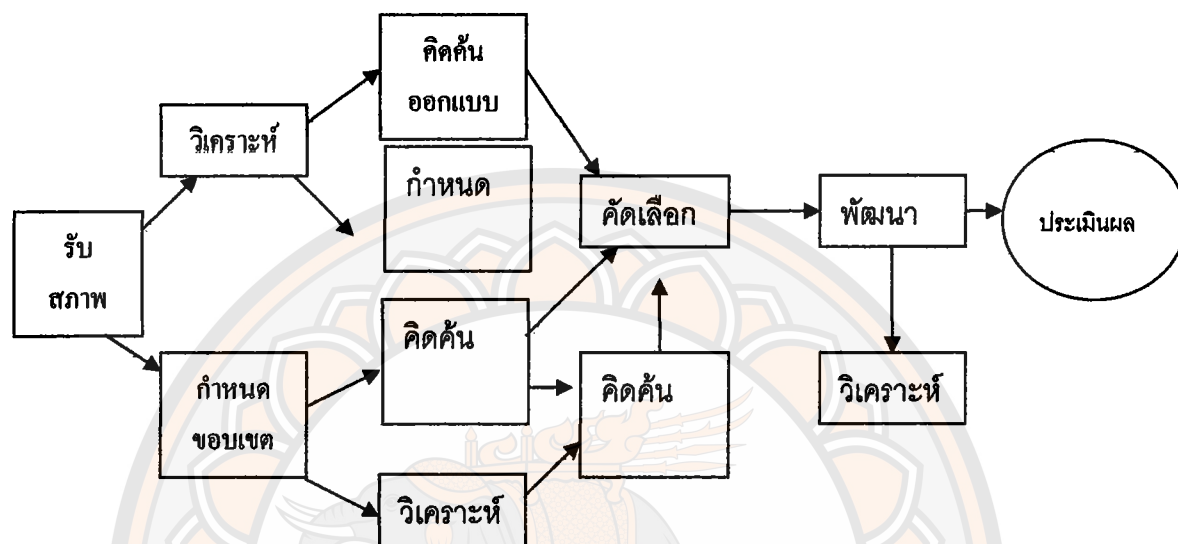 คิดค้น
ออกแบบ
วิเคราะห์
กำหนด
คัดเลือก
พัฒนา
ประเมินผล
รับ
สภาพ
คิดค้น
กำหนด
ขอบเขต
คิดค้น
วิเคราะห์
วิเคราะห์